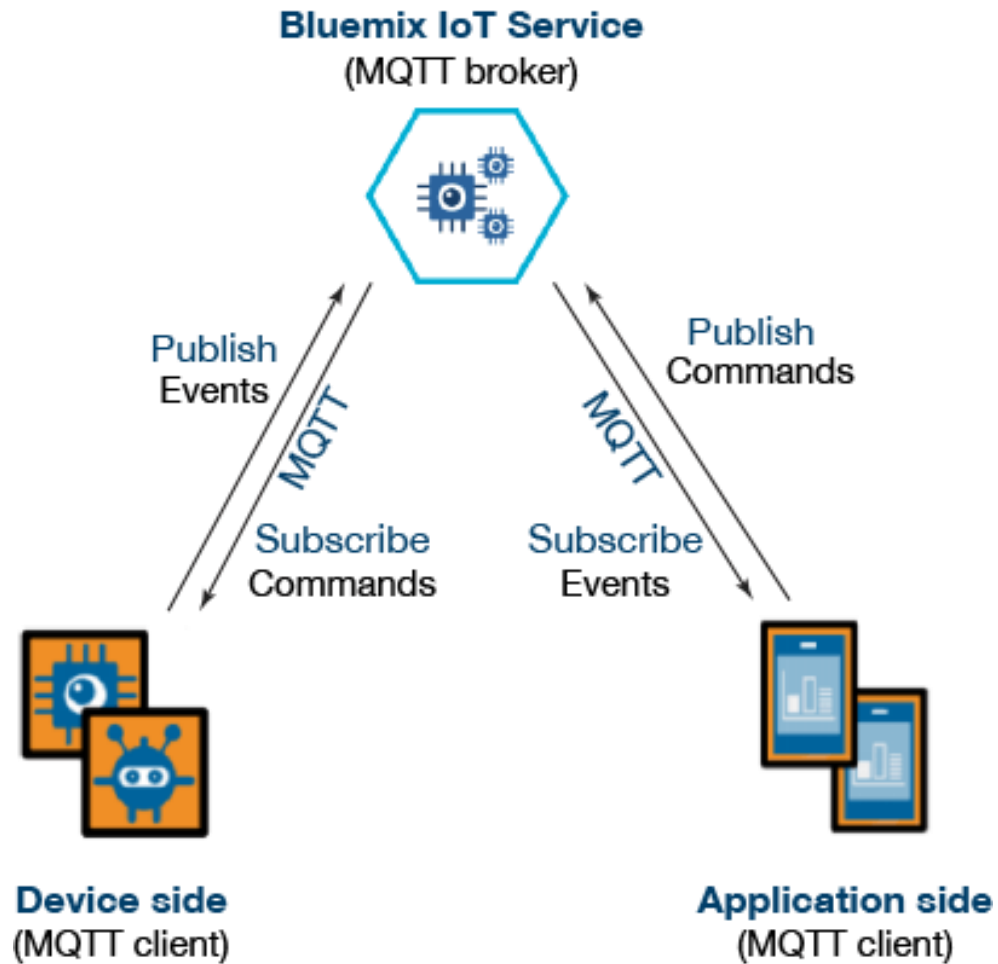 Bluemix IoT Service
(MQTT broker)
Publish
Events
MQTT
Subscribe
Commands
Publish
Commands
MQTT
Subscribe
Events
Device side
(MQTT client)
Application side
(MQTT client)